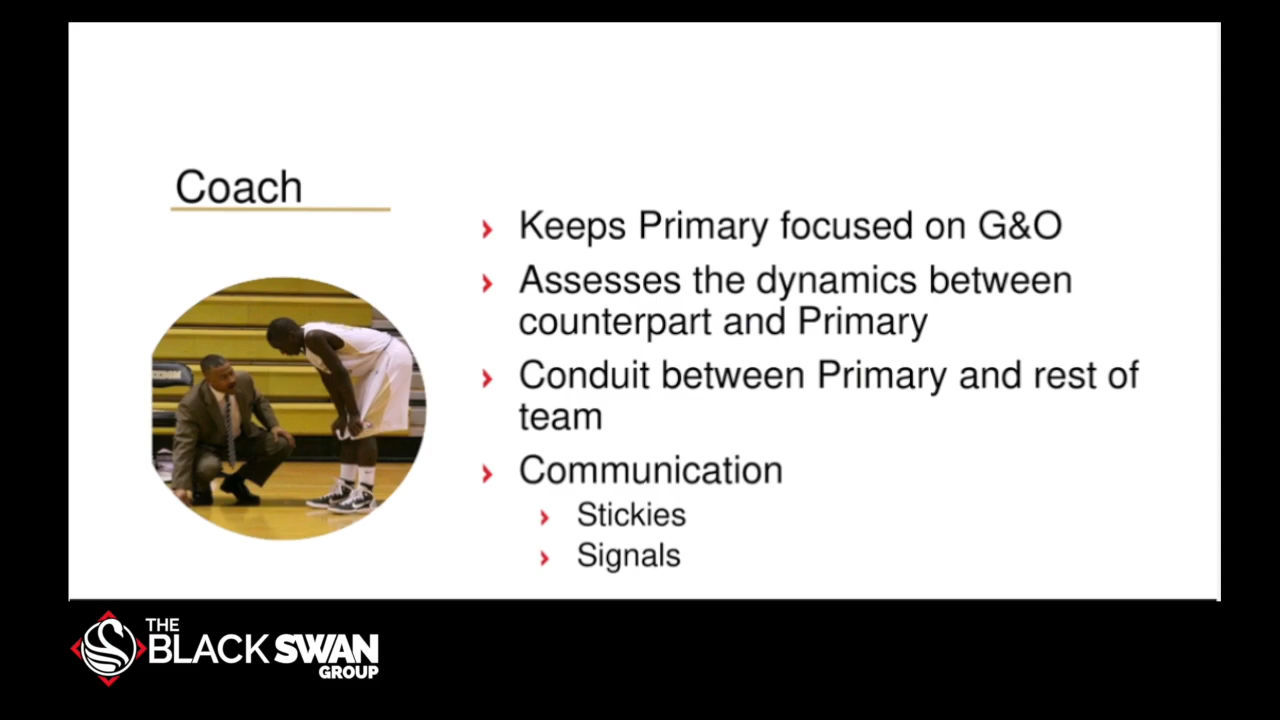 Coach
› Keeps Primary focused on G&O
› Assesses the dynamics between
counterpart and Primary
› Conduit between Primary and rest of
team
› Communication
› Stickies
› Signals
THE
BLACK SWAN
GROUP